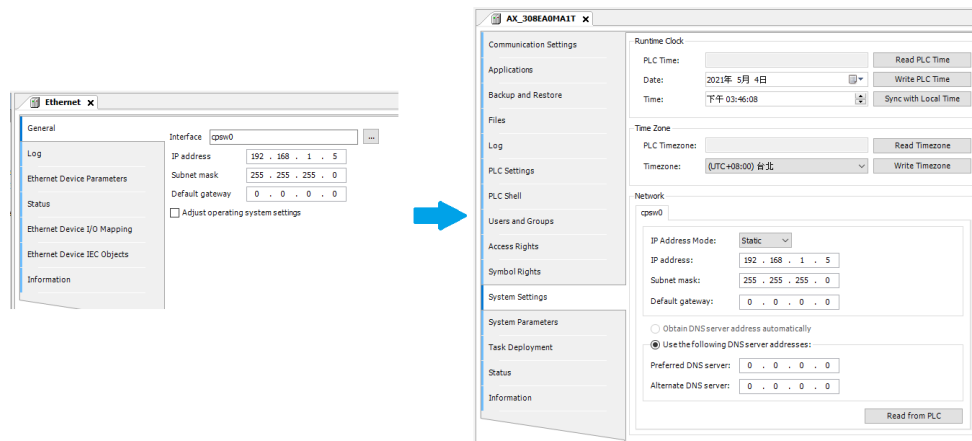 Ethernet
General
Log
Ethernet Device Parameters
Status
Ethernet Device I/O Mapping
Ethernet Device IEC Objects
Information
Interface cpsw0 ...
IP address 192 . 168 . 1 . 5
Subnet mask 255 . 255 . 255 . 0
Default gateway 0 . 0 . 0 . 0
Adjust operating system settings
AX_308EA0MA1T
Communication Settings
Applications
Backup and Restore
Files
Log
PLC Settings
PLC Shell
Users and Groups
Access Rights
Symbol Rights
System Settings
System Parameters
Task Deployment
Status
Information
Runtime Clock
PLC Time: Read PLC Time
Date: 2021年 5月 4日 Write PLC Time
Time: 下午 03:46:08 Sync with Local Time
Time Zone
PLC Timezone: Read Timezone
Timezone: (UTC+08:00) 台北 Write Timezone
Network
cpsw0
IP Address Mode: Static
IP address: 192 . 168 . 1 . 5
Subnet mask: 255 . 255 . 255 . 0
Default gateway: 0 . 0 . 0 . 0
Obtain DNS server address automatically
Use the following DNS server addresses:
Preferred DNS server: 0 . 0 . 0 . 0
Alternate DNS server: 0 . 0 . 0 . 0
Read from PLC